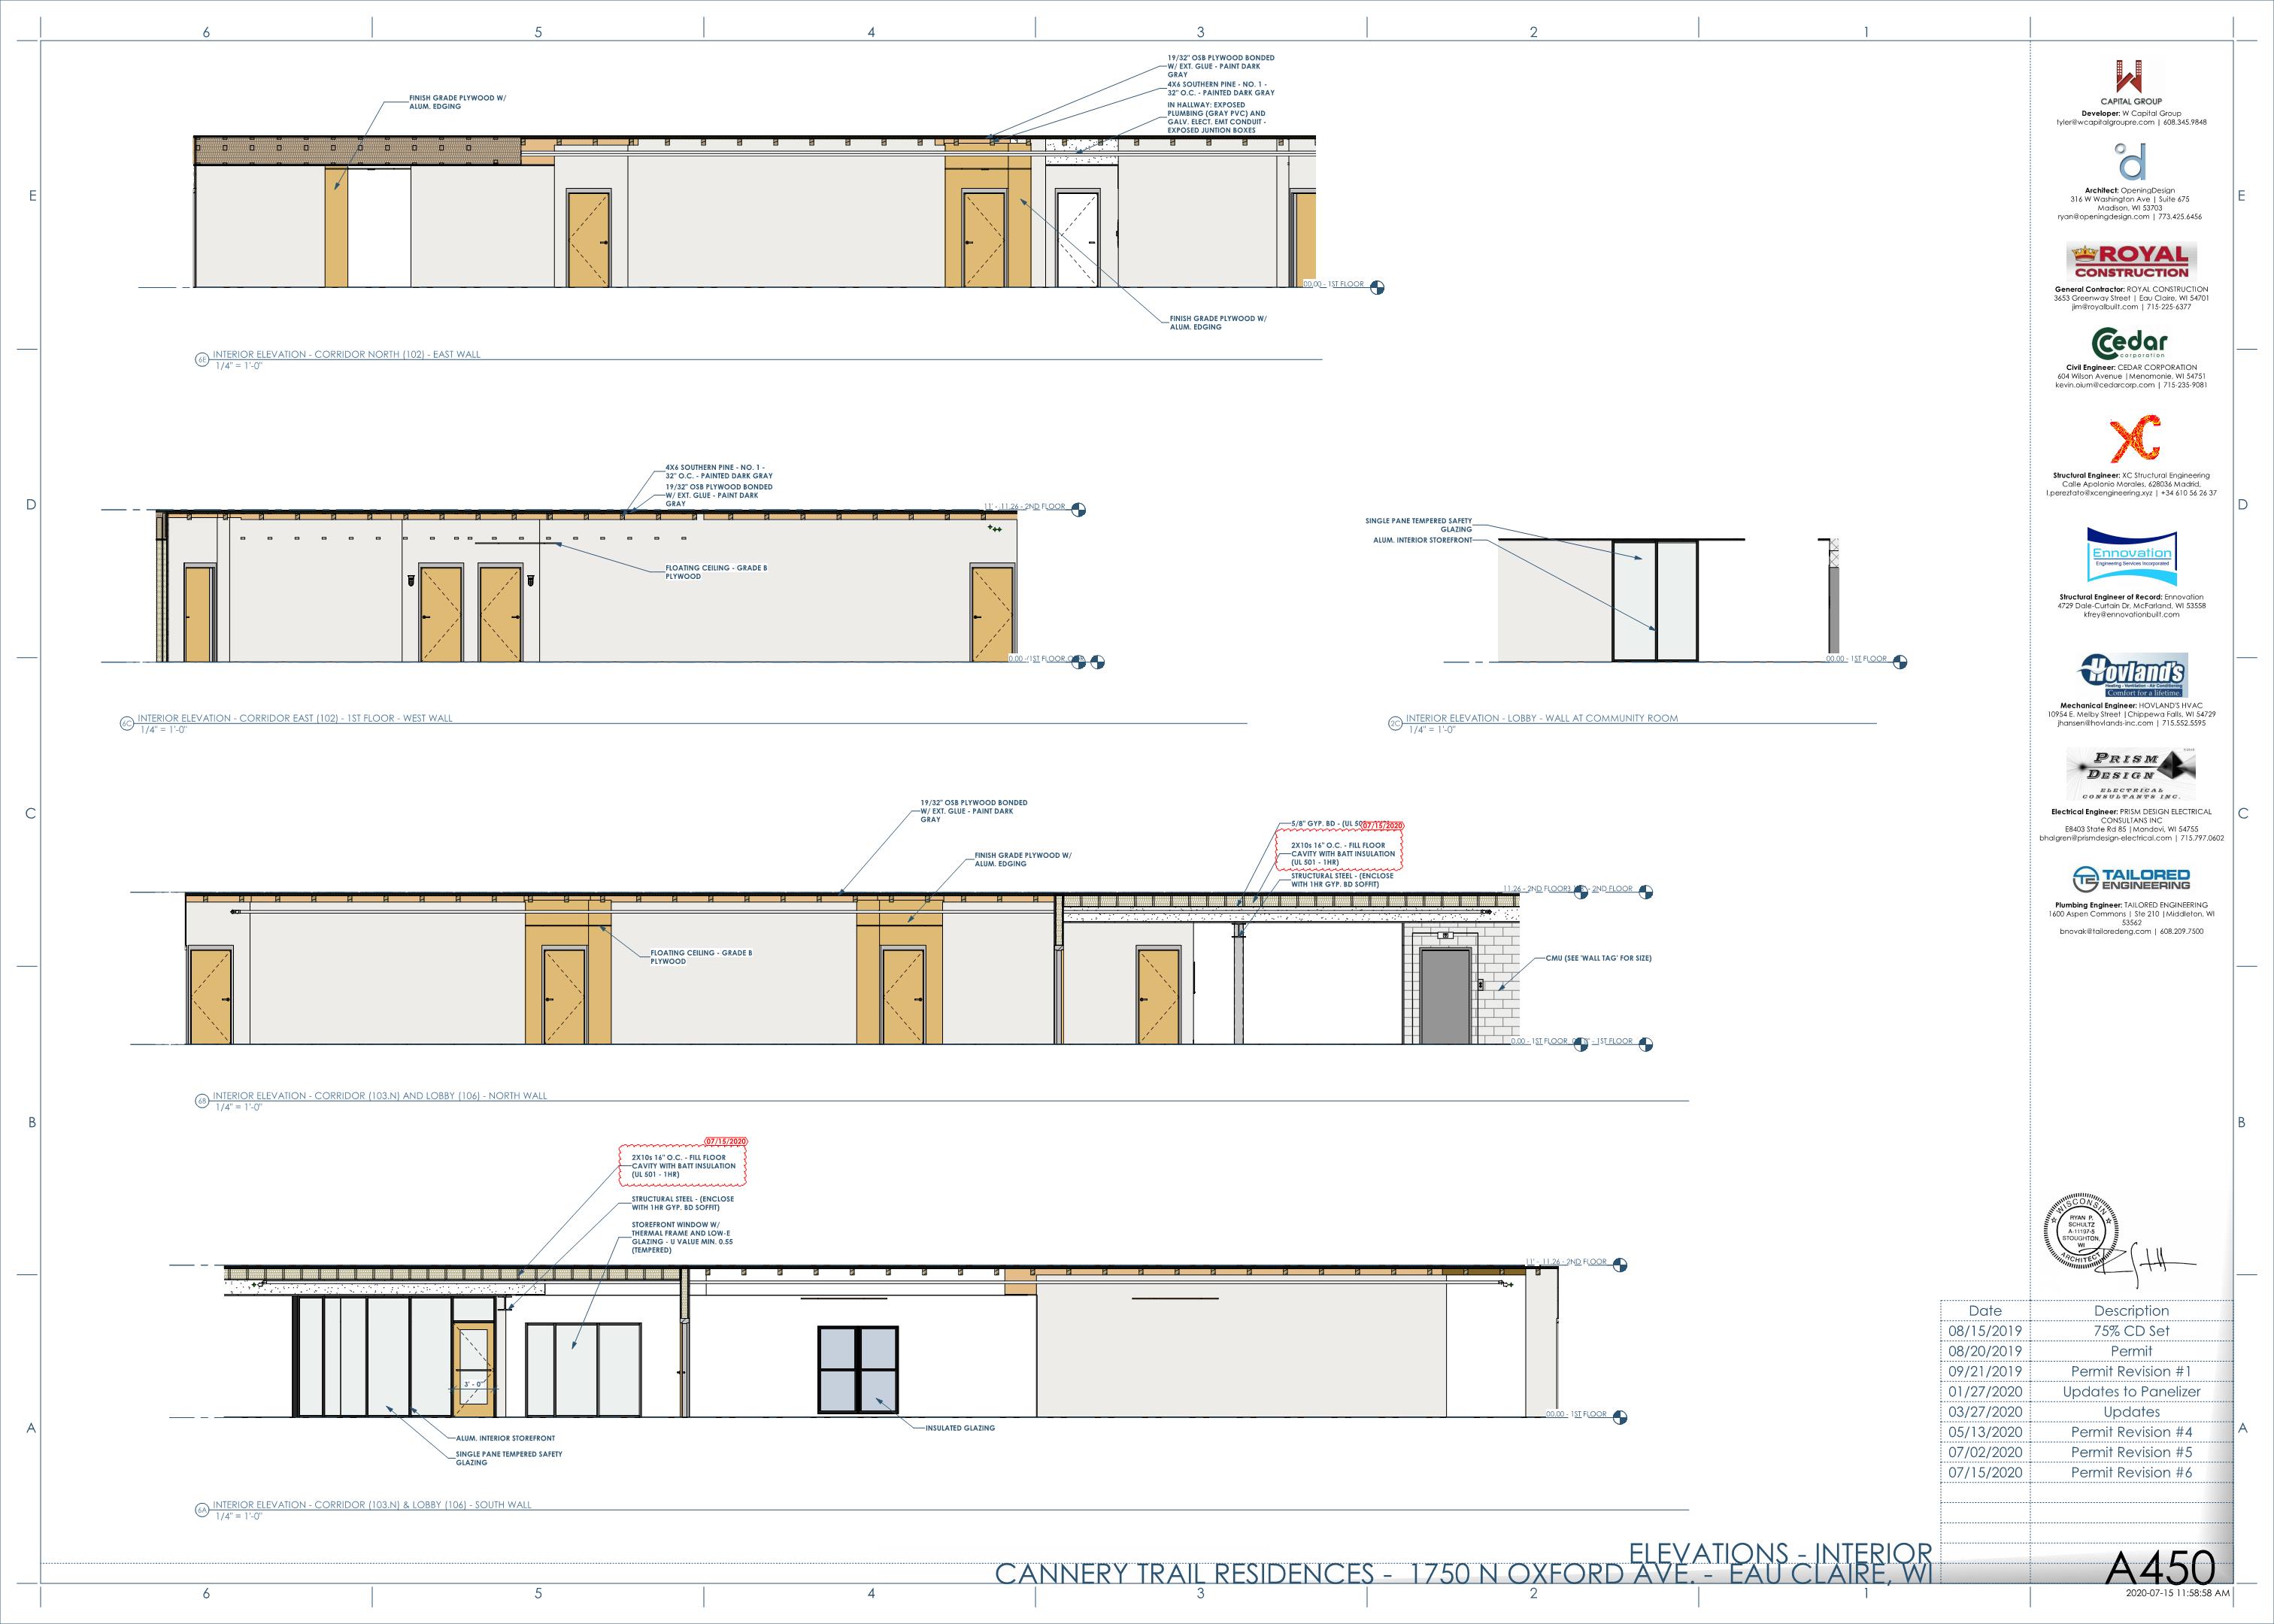 6 5 4 3 2 1
E
D
C
B
A
19/32" OSB PLYWOOD BONDED
W/ EXT. GLUE - PAINT DARK
GRAY
4X6 SOUTHERN PINE - NO. 1 -
32" O.C. - PAINTED DARK GRAY
IN HALLWAY: EXPOSED
PLUMBING (GRAY PVC) AND
GALV. ELECT. EMT CONDUIT -
EXPOSED JUNTION BOXES
FINISH GRADE PLYWOOD W/
ALUM. EDGING
00.00 - 1ST FLOOR
FINISH GRADE PLYWOOD W/
ALUM. EDGING
6E INTERIOR ELEVATION - CORRIDOR NORTH (102) - EAST WALL
1/4" = 1'-0"
4X6 SOUTHERN PINE - NO. 1 -
32" O.C. - PAINTED DARK GRAY
19/32" OSB PLYWOOD BONDED
W/ EXT. GLUE - PAINT DARK
GRAY
11' - 11.26 - 2ND FLOOR
FLOATING CEILING - GRADE B
PLYWOOD
0.00 - 1ST FLOOR
6C INTERIOR ELEVATION - CORRIDOR EAST (102) - 1ST FLOOR - WEST WALL
1/4" = 1'-0"
SINGLE PANE TEMPERED SAFETY
GLAZING
ALUM. INTERIOR STOREFRONT
00.00 - 1ST FLOOR
2C INTERIOR ELEVATION - LOBBY - WALL AT COMMUNITY ROOM
1/4" = 1'-0"
19/32" OSB PLYWOOD BONDED
W/ EXT. GLUE - PAINT DARK
GRAY
FINISH GRADE PLYWOOD W/
ALUM. EDGING
5/8" GYP. BD - (UL 50
07/15/2020
2X10s 16" O.C. - FILL FLOOR
CAVITY WITH BATT INSULATION
(UL 501 - 1HR)
STRUCTURAL STEEL - (ENCLOSE
WITH 1HR GYP. BD SOFFIT)
11.26 - 2ND FLOOR - 2ND FLOOR
FLOATING CEILING - GRADE B
PLYWOOD
CMU (SEE 'WALL TAG' FOR SIZE)
0.00 - 1ST FLOOR - 1ST FLOOR
6B INTERIOR ELEVATION - CORRIDOR (103.N) AND LOBBY (106) - NORTH WALL
1/4" = 1'-0"
07/15/2020
2X10s 16" O.C. - FILL FLOOR
CAVITY WITH BATT INSULATION
(UL 501 - 1HR)
STRUCTURAL STEEL - (ENCLOSE
WITH 1HR GYP. BD SOFFIT)
STOREFRONT WINDOW W/
THERMAL FRAME AND LOW-E
GLAZING - U VALUE MIN. 0.55
(TEMPERED)
11' - 11.26 - 2ND FLOOR
3' - 0"
00.00 - 1ST FLOOR
INSULATED GLAZING
ALUM. INTERIOR STOREFRONT
SINGLE PANE TEMPERED SAFETY
GLAZING
6A INTERIOR ELEVATION - CORRIDOR (103.N) & LOBBY (106) - SOUTH WALL
1/4" = 1'-0"
CAPITAL GROUP
Developer: W Capital Group
tyler@wcapitalgroupre.com | 608.345.9848
d
Architect: OpeningDesign
316 W Washington Ave | Suite 675
Madison, WI 53703
ryan@openingdesign.com | 773.425.6456
ROYAL
CONSTRUCTION
General Contractor: ROYAL CONSTRUCTION
3653 Greenway Street | Eau Claire, WI 54701
jim@royalbuilt.com | 715-225-6377
Cedar
corporation
Civil Engineer: CEDAR CORPORATION
604 Wilson Avenue |Menomonie, WI 54751
kevin.oium@cedarcorp.com | 715-235-9081
XC
Structural Engineer: XC Structural Engineering
Calle Apolonio Morales, 628036 Madrid,
l.perezfato@xcengineering.xyz | +34 610 56 26 37
Ennovation
Engineering Services Incorporated
Structural Engineer of Record: Ennovation
4729 Dale-Curtain Dr, McFarland, WI 53558
kfrey@ennovationbuilt.com
Hovland's
Heating - Ventilation - Air Conditioning
Comfort for a lifetime.
Mechanical Engineer: HOVLAND'S HVAC
10954 E. Melby Street |Chippewa Falls, WI 54729
jhansen@hovlands-inc.com | 715.552.5595
PRISM
DESIGN
ELECTRICAL
CONSULTANTS INC.
Electrical Engineer: PRISM DESIGN ELECTRICAL
CONSULTANS INC
E8403 State Rd 85 |Mondovi, WI 54755
bhalgren@prismdesign-electrical.com | 715.797.0602
TE TAILORED
ENGINEERING
Plumbing Engineer: TAILORED ENGINEERING
1600 Aspen Commons | Ste 210 |Middleton, WI
53562
bnovak@tailoredeng.com | 608.209.7500
WISCONSIN
RYAN P.
SCHULTZ
A-11197-5
STOUGHTON,
WI
ARCHITECT
Date Description
08/15/2019 75% CD Set
08/20/2019 Permit
09/21/2019 Permit Revision #1
01/27/2020 Updates to Panelizer
03/27/2020 Updates
05/13/2020 Permit Revision #4
07/02/2020 Permit Revision #5
07/15/2020 Permit Revision #6
ELEVATIONS - INTERIOR
CANNERY TRAIL RESIDENCES - 1750 N OXFORD AVE. - EAU CLAIRE, WI
A450
2020-07-15 11:58:58 AM
E
D
C
B
A
6 5 4 3 2 1